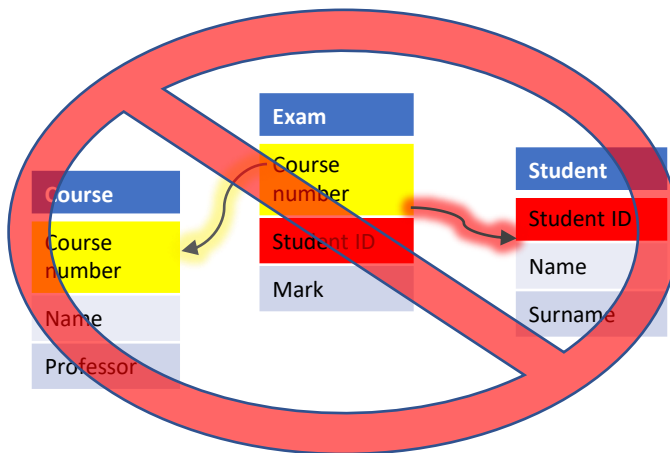 Course
Course
number
Name
Professor
Exam
Course
number
Student ID
Mark
Student
Student ID
Name
Surname